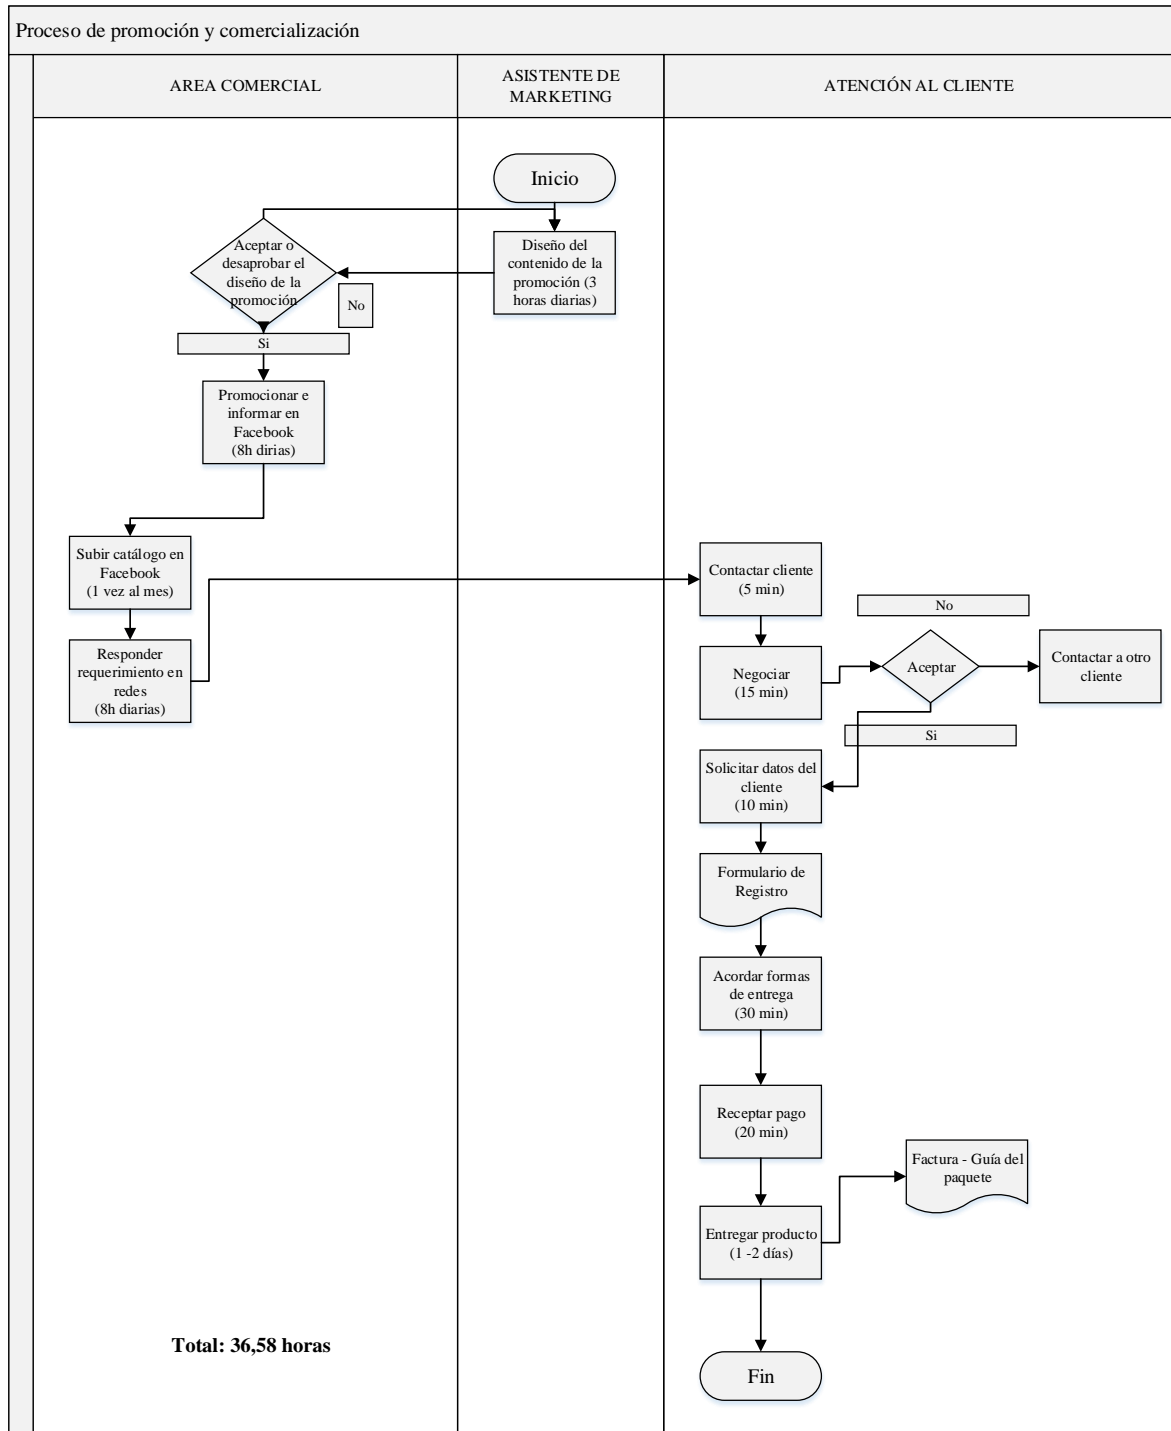 Proceso de promoción y comercialización
AREA COMERCIAL
ASISTENTE DE
MARKETING
ATENCIÓN AL CLIENTE
Inicio
Aceptar o
desaprobar el
diseño de la
promoción
Diseño del
contenido de la
promoción (3
horas diarias)
No
Si
Promocionar e
informar en
Facebook
(8h dirias)
Subir catálogo en
Facebook
(1 vez al mes)
Responder
requerimiento en
redes
(8h diarias)
Contactar cliente
(5 min)
No
Negociar
(15 min)
Aceptar
Contactar a otro
cliente
Si
Solicitar datos del
cliente
(10 min)
Formulario de
Registro
Acordar formas
de entrega
(30 min)
Receptar pago
(20 min)
Factura - Guía del
paquete
Entregar producto
(1 -2 días)
Total: 36,58 horas
Fin